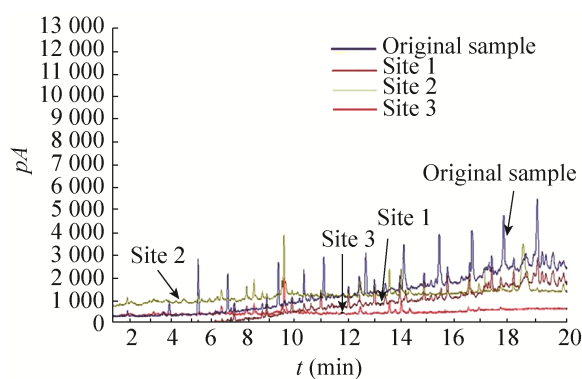 13 000
12 000
11 000
10 000
9 000
8 000
7 000
6 000
5 000
4 000
3 000
2 000
1 000
0
pA
Original sample
Site 1
Site 2
Site 3
Original sample
Site 1
Site 3
Site 2
2 4 6 8 10 12 14 16 18 20
t (min)